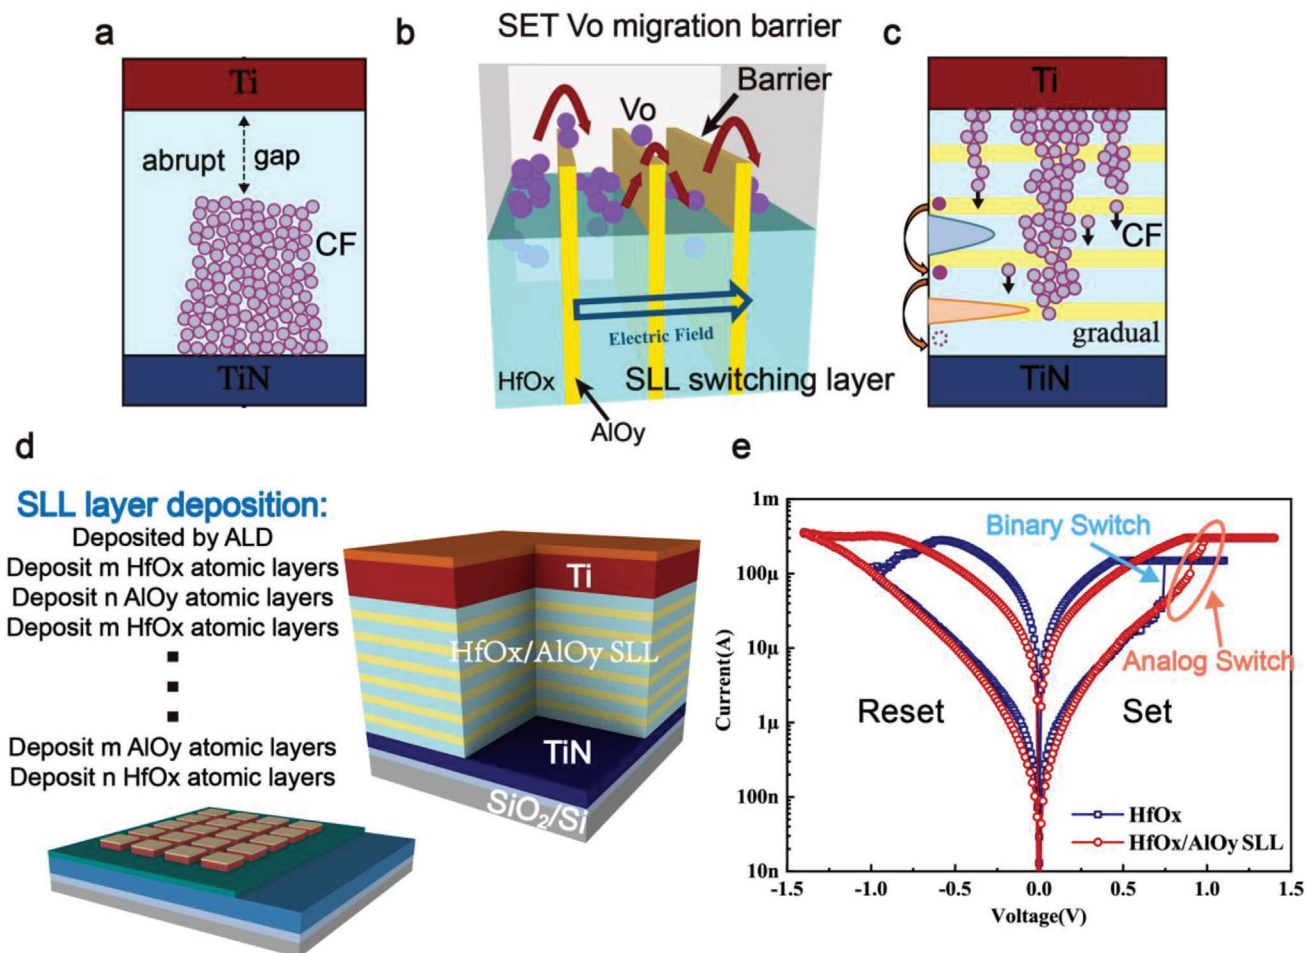 a
Ti
abrupt
gap
CF
TiN
b
SET Vo migration barrier
Vo
Barrier
Electric Field
HfOx
SLL switching layer
AlOy
c
Ti
CF
gradual
TiN
d
SLL layer deposition:
Deposited by ALD
Deposit m HfOx atomic layers
Deposit n AlOy atomic layers
Deposit m HfOx atomic layers
Deposit m AlOy atomic layers
Deposit n HfOx atomic layers
Ti
HfOx/AlOy SLL
TiN
SiO₂/Si
e
1m
100μ
10μ
1μ
100n
10n
Current(A)
Binary Switch
Analog Switch
Reset
Set
HfOx
HfOx/AlOy SLL
-1.5 -1.0 -0.5 0.0 0.5 1.0 1.5
Voltage(V)